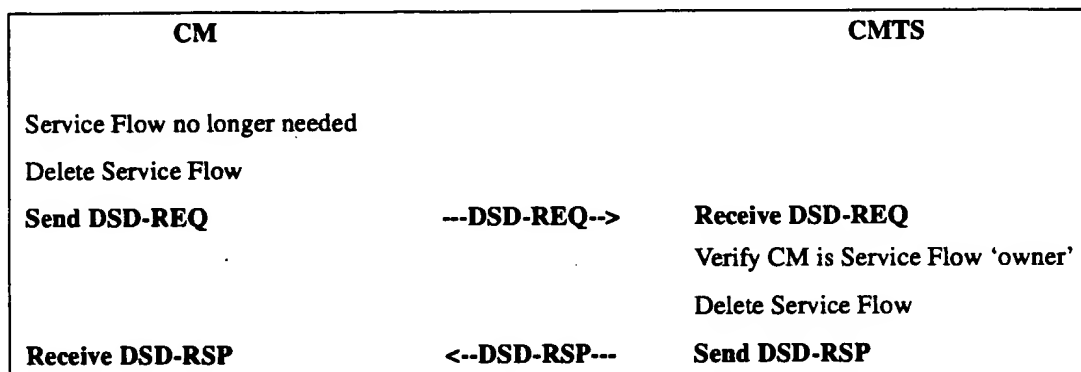 CM CMTS
Service Flow no longer needed
Delete Service Flow
Send DSD-REQ ---DSD-REQ--> Receive DSD-REQ
Verify CM is Service Flow 'owner'
Delete Service Flow
Receive DSD-RSP <--DSD-RSP--- Send DSD-RSP